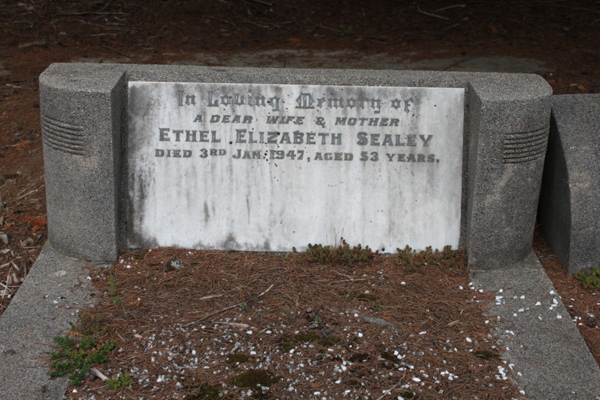 In Loving Memory of
A DEAR WIFE & MOTHER
ETHEL ELIZABETH SEALEY
DIED 3RD JAN. 1947, AGED 53 YEARS.